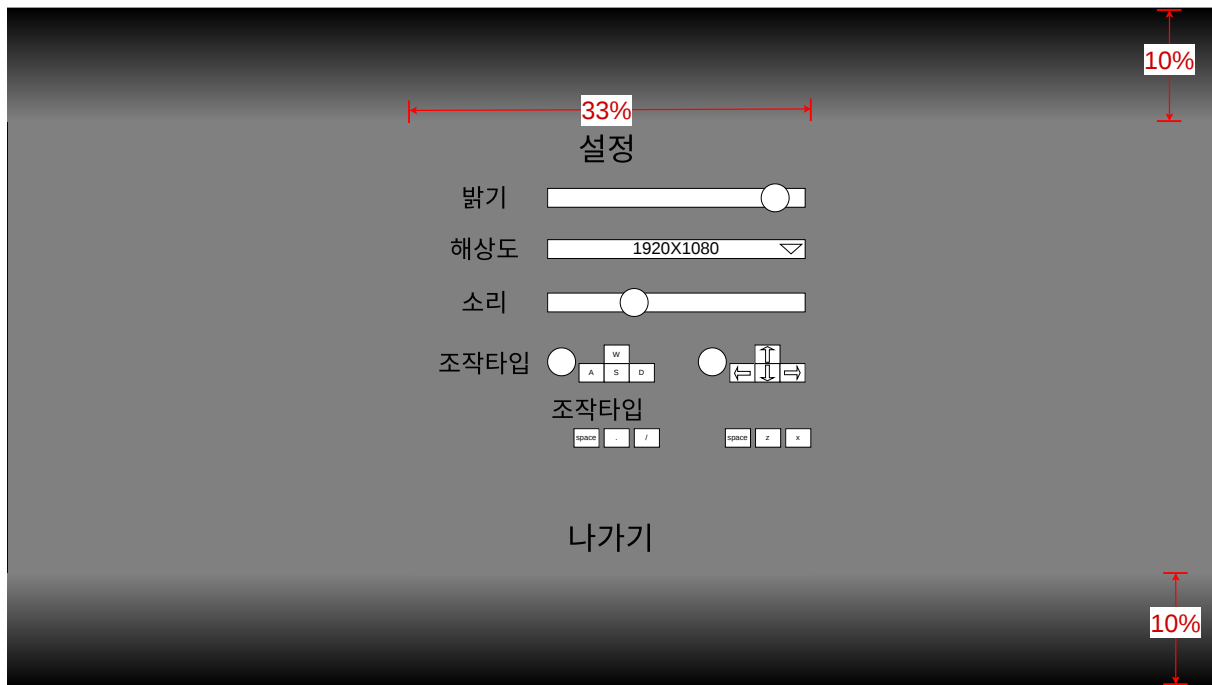 10%
33%
설정
밝기
해상도 1920X1080
소리
조작타입
W
A S D
조작타입
space . / space z x
나가기
10%